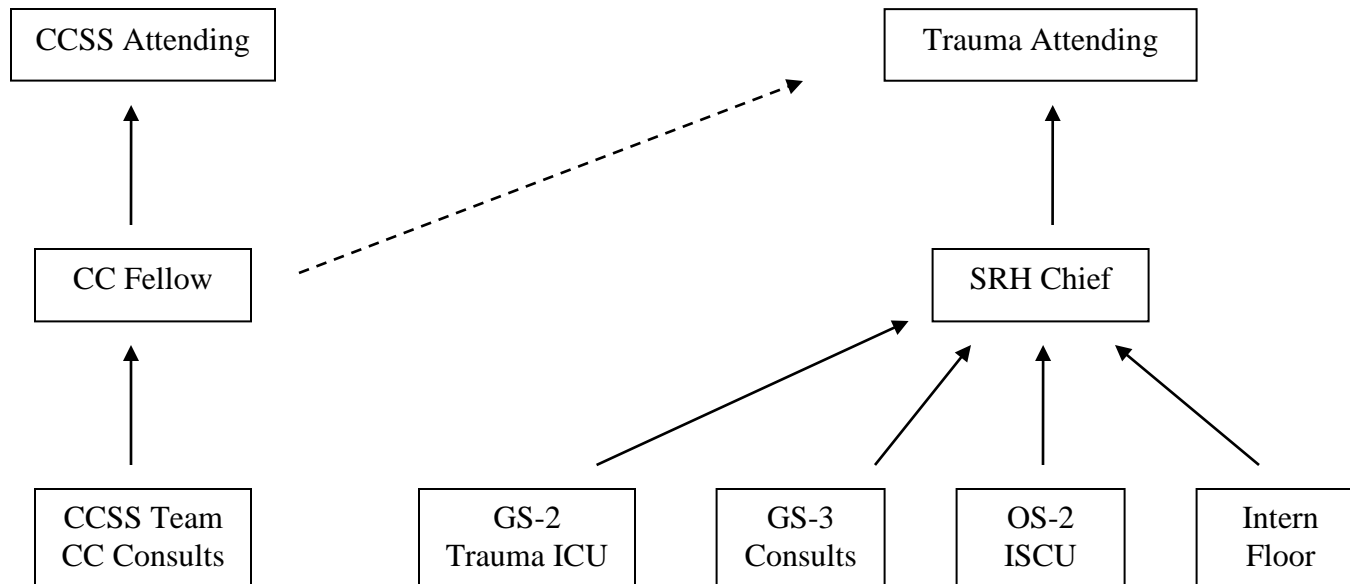 CCSS Attending
Trauma Attending
CC Fellow
SRH Chief
CCSS Team
CC Consults
GS-2
Trauma ICU
GS-3
Consults
OS-2
ISCU
Intern
Floor